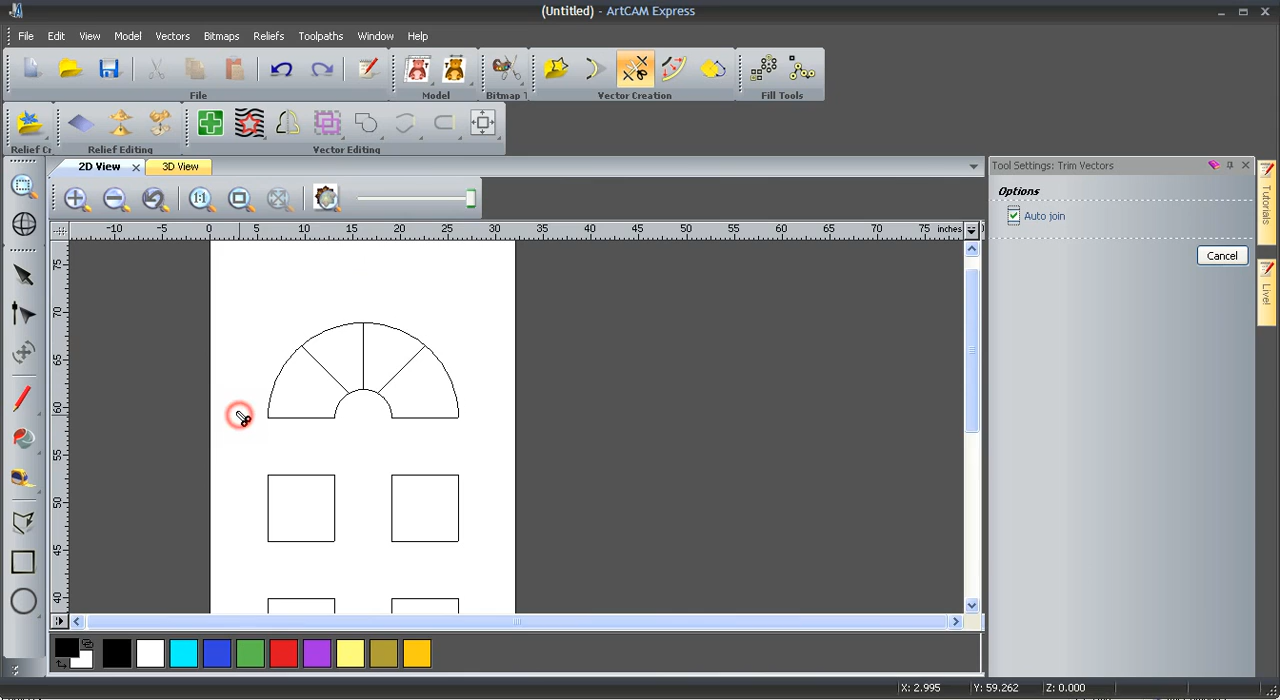 (Untitled) - ArtCAM Express
File Edit View Model Vectors Bitmaps Reliefs Toolpaths Window Help
File Model Bitmap T Vector Creation Fill Tools
Relief Cr Relief Editing Vector Editing
2D View 3D View
Tool Settings: Trim Vectors
Options
Auto join
Cancel
Tutorials
Live!
1:1
-10 -5 0 5 10 15 20 25 30 35 40 45 50 55 60 65 70 75 inches
75
70
65
60
55
50
45
40
X: 2.995 Y: 59.262 Z: 0.000